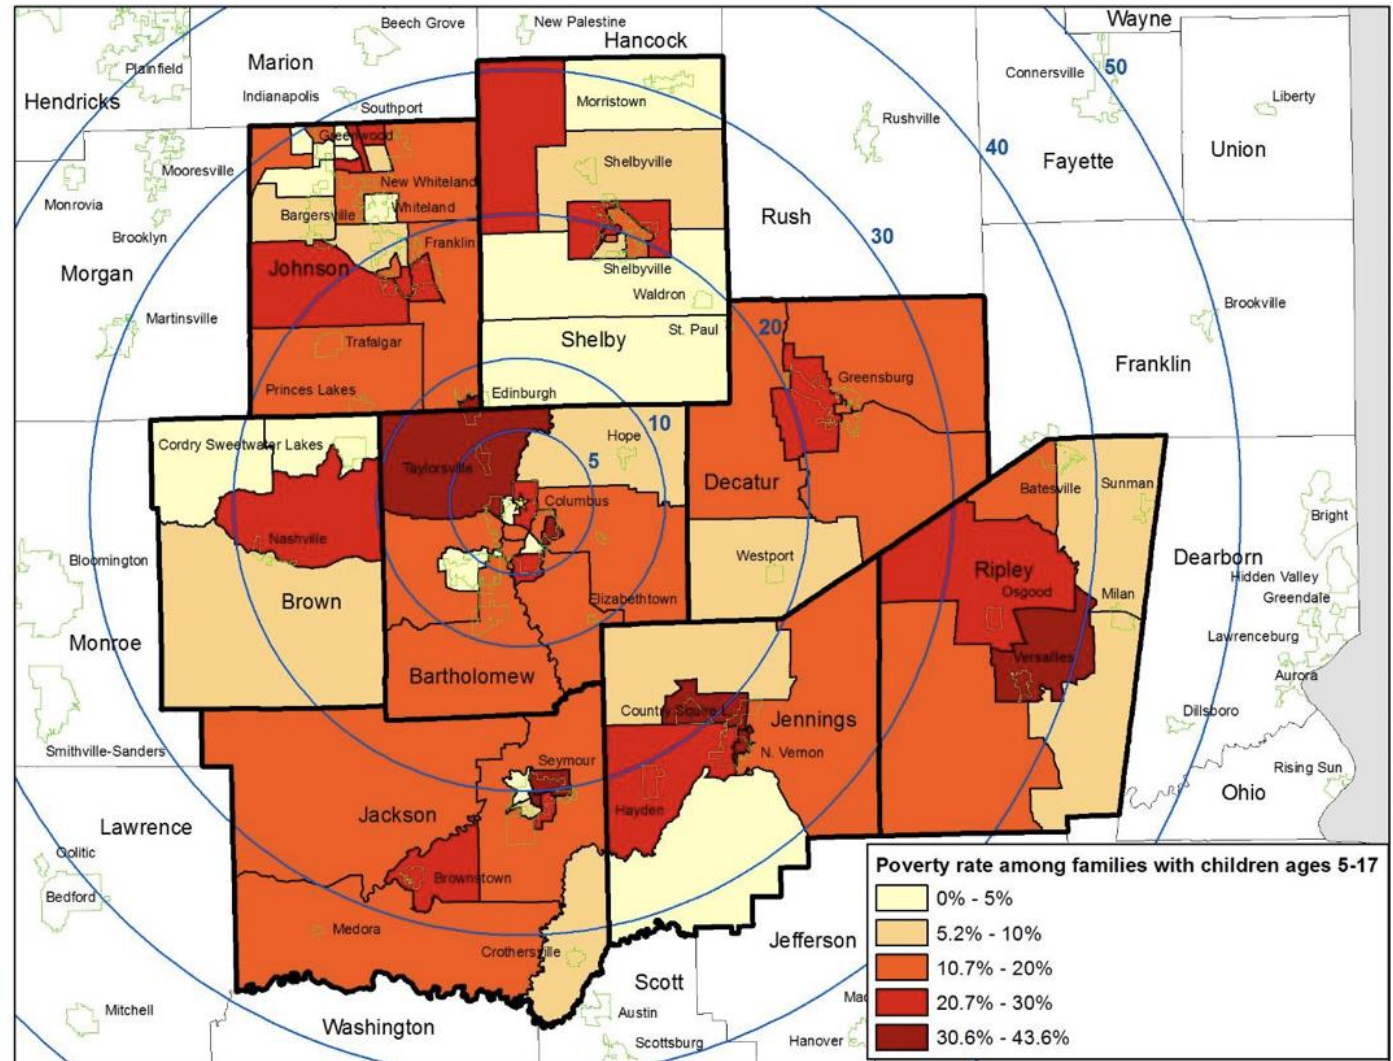 Wayne
Beech Grove
New Palestine
Hancock
50
Plainfield
Marion
Connersville
Hendricks
Indianapolis
Southport
Morristown
Liberty
Rushville
Greenwood
40
Fayette
Union
Mooresville
Shelbyville
New Whiteland
Monrovia
Whiteland
Bargersville
Rush
Brooklyn
30
Franklin
Morgan
Johnson
Shelbyville
Waldron
Brookville
Martinsville
20
St. Paul
Trafalgar
Shelby
Franklin
Greensburg
Princes Lakes
Edinburgh
10
Cordry Sweetwater Lakes
Hope
5
Taylorsville
Decatur
Batesville
Sunman
Columbus
Bright
Nashville
Westport
Dearborn
Bloomington
Ripley
Hidden Valley
Osgood
Brown
Elizabethtown
Milan
Greendale
Monroe
Lawrenceburg
Versailles
Bartholomew
Aurora
Country Squire L
Jennings
Dillsboro
Smithville-Sanders
N. Vernon
Seymour
Rising Sun
Ohio
Jackson
Hayden
Lawrence
Oolitic
Brownstown
Bedford
Medora
Crothersville
Jefferson
Scott
Mitchell
Austin
Washington
Scottsburg
Hanover
Mad
Poverty rate among families with children ages 5-17
0% - 5%
5.2% - 10%
10.7% - 20%
20.7% - 30%
30.6% - 43.6%